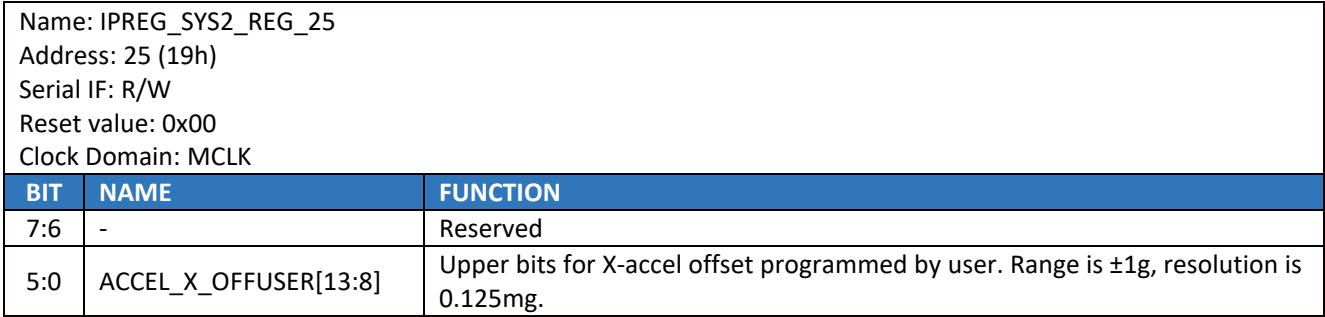 Name: IPREG_SYS2_REG_25
Address: 25 (19h)
Serial IF: R/W
Reset value: 0x00
Clock Domain: MCLK
BIT NAME FUNCTION
7:6 - Reserved
5:0 ACCEL_X_OFFUSER[13:8] Upper bits for X-accel offset programmed by user. Range is ±1g, resolution is
0.125mg.